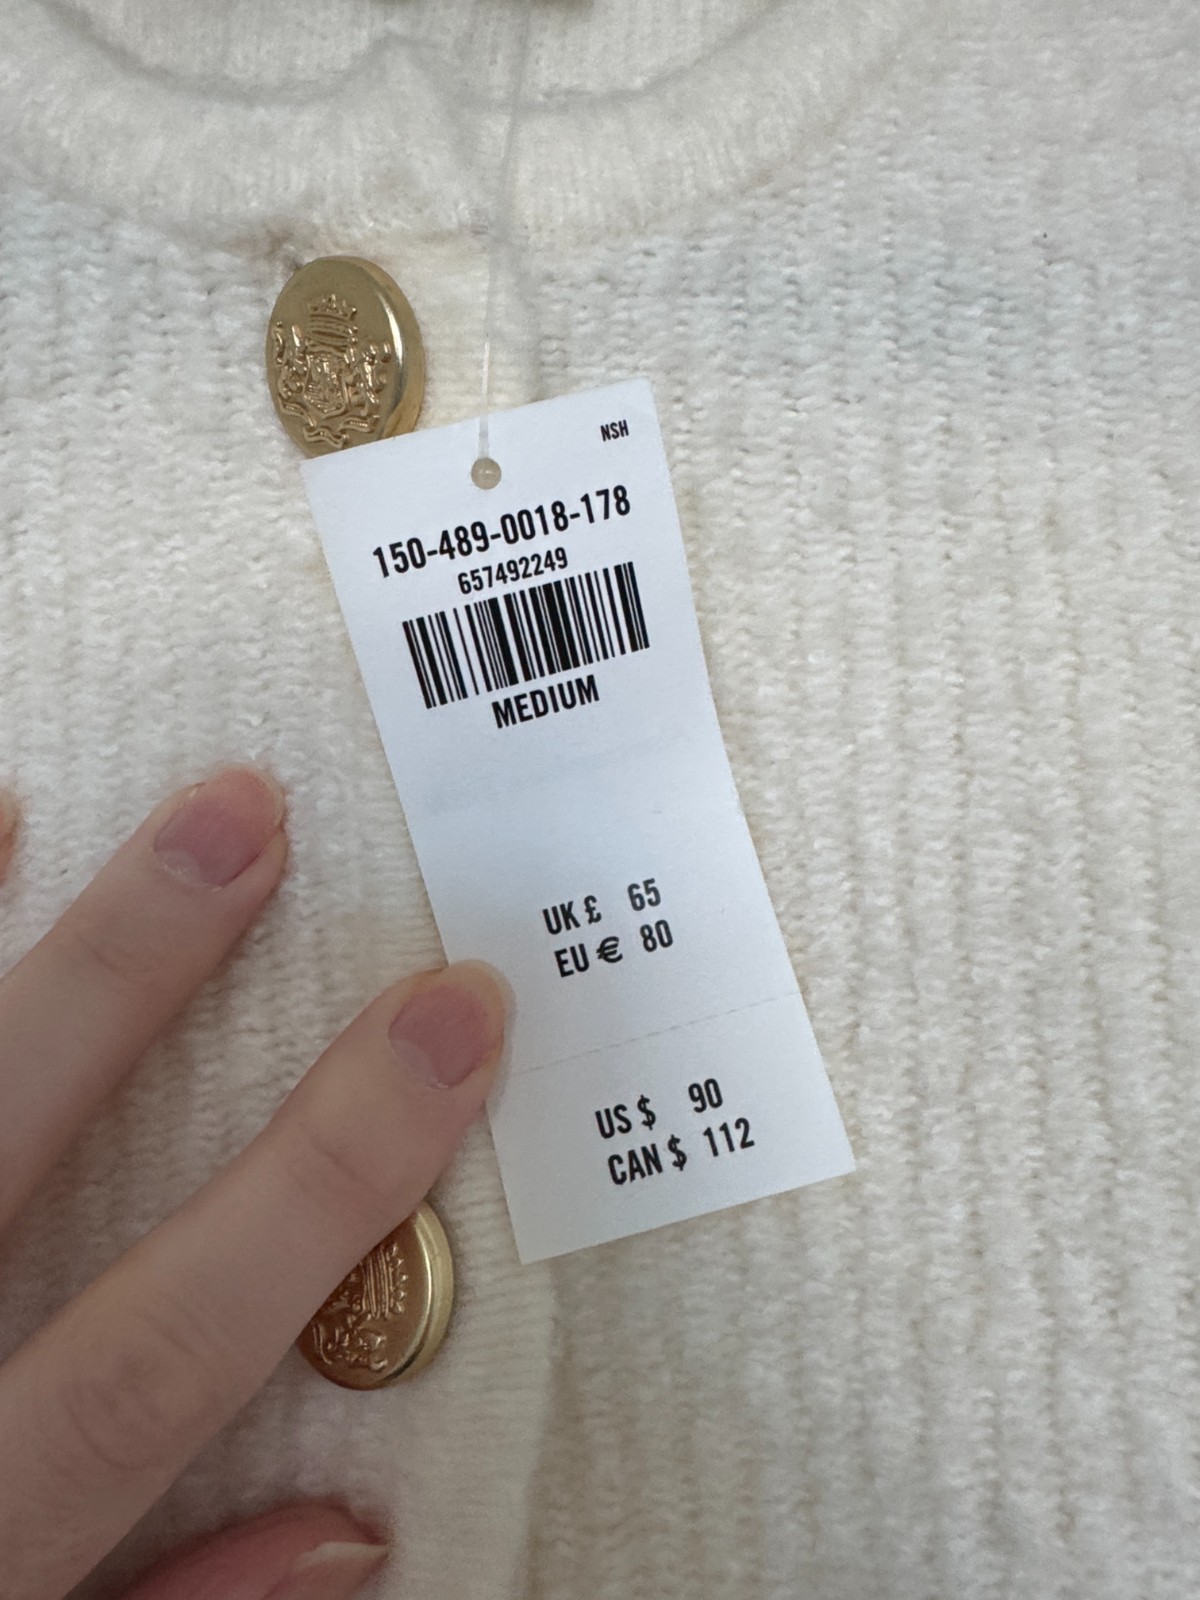 NSH
150-489-0018-178
657492249
MEDIUM
UK £ 65
EU € 80
US $ 90
CAN $ 112